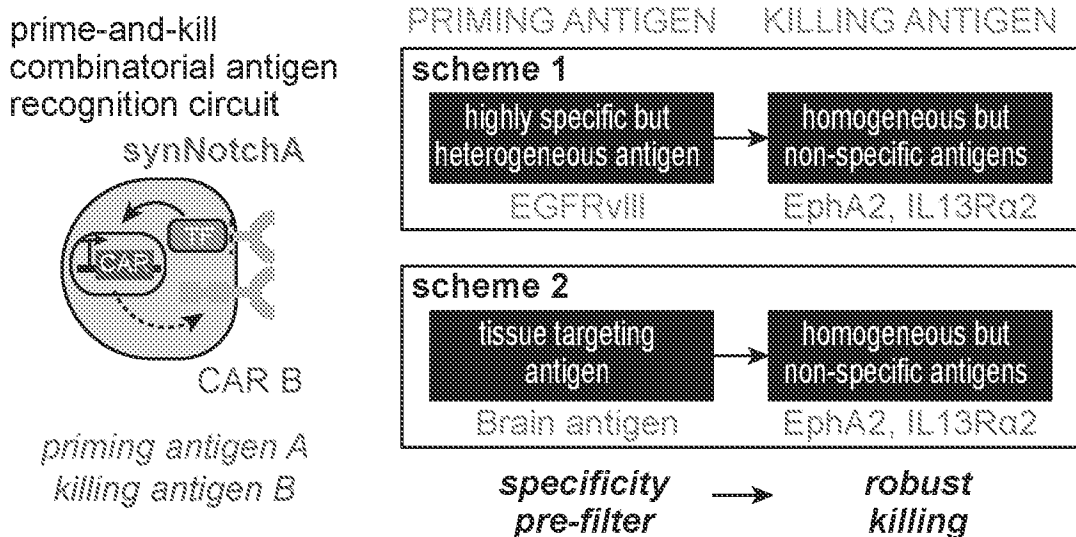 prime-and-kill
combinatorial antigen
recognition circuit
synNotchA
TF
CAR
CAR B
priming antigen A
killing antigen B
PRIMING ANTIGEN
KILLING ANTIGEN
scheme 1
highly specific but
heterogeneous antigen
EGFRvIII
homogeneous but
non-specific antigens
EphA2, IL13Rα2
scheme 2
tissue targeting
antigen
Brain antigen
homogeneous but
non-specific antigens
EphA2, IL13Rα2
specificity
pre-filter
robust
killing